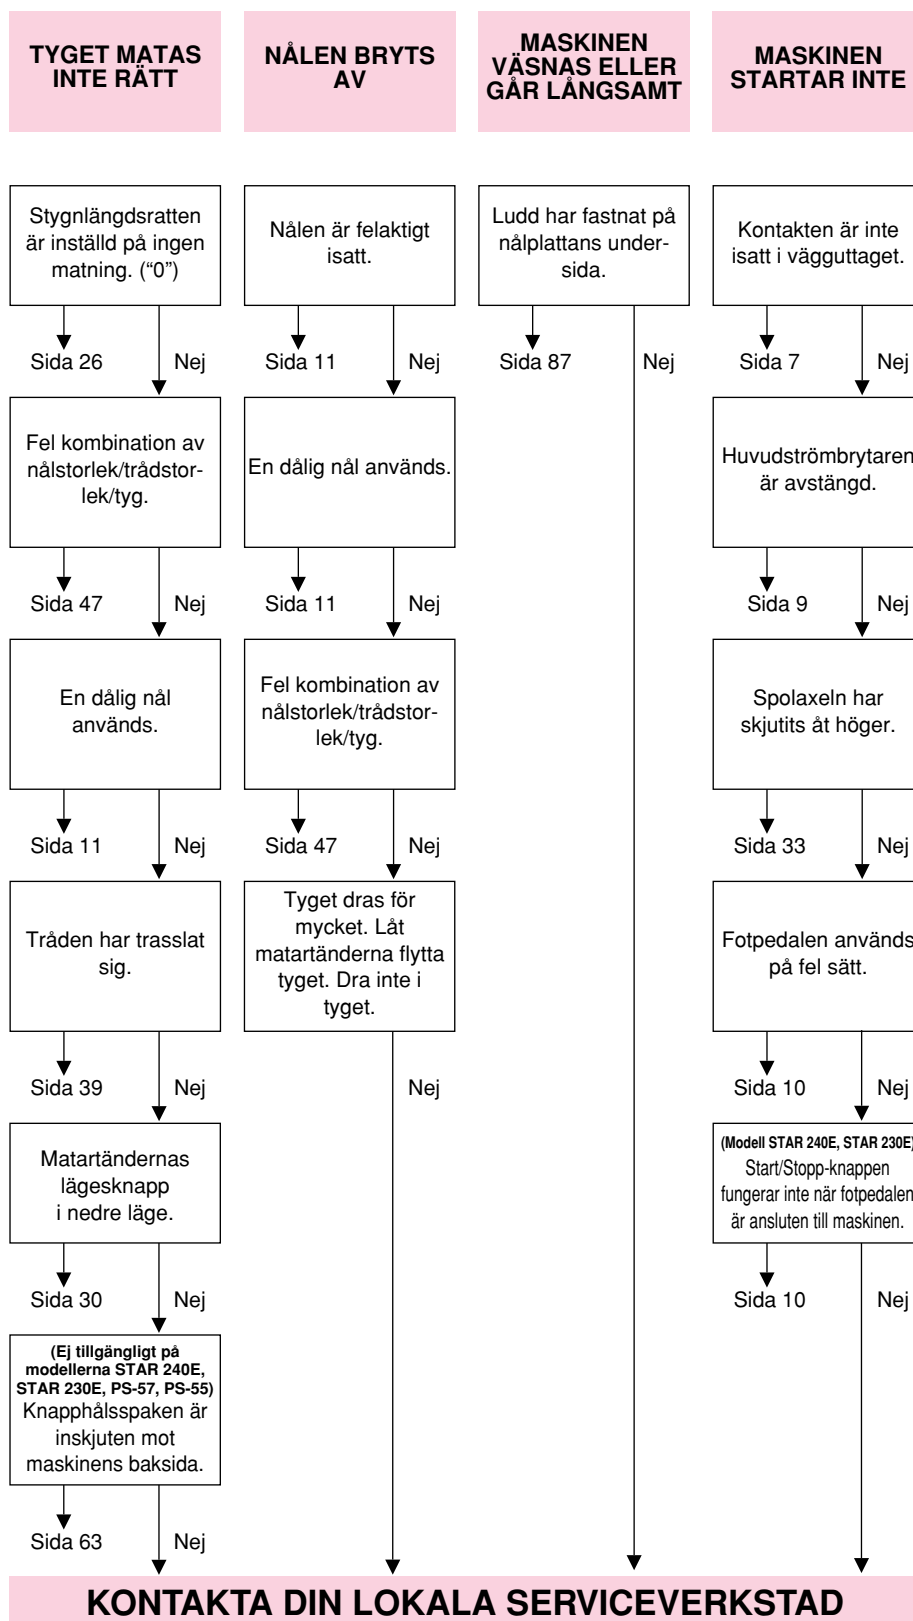 TYGET MATAS
INTE RÄTT
Stygnlängdsratten
är inställd på ingen
matning. (“0”)
Sida 26
Nej
Fel kombination av
nålstorlek/trådstor-
lek/tyg.
Sida 47
Nej
En dålig nål
används.
Sida 11
Nej
Tråden har trasslat
sig.
Sida 39
Nej
Matartändernas
lägesknapp
i nedre läge.
Sida 30
Nej
(Ej tillgängligt på
modellerna STAR 240E,
STAR 230E, PS-57, PS-55)
Knapphålsspaken är
inskjuten mot
maskinens baksida.
Sida 63
Nej
NÅLEN BRYTS
AV
Nålen är felaktigt
isatt.
Sida 11
Nej
En dålig nål används.
Sida 11
Nej
Fel kombination av
nålstorlek/trådstor-
lek/tyg.
Sida 47
Nej
Tyget dras för
mycket. Låt
matartänderna flytta
tyget. Dra inte i
tyget.
Nej
MASKINEN
VÄSNAS ELLER
GÅR LÅNGSAMT
Ludd har fastnat på
nålplattans under-
sida.
Sida 87
Nej
MASKINEN
STARTAR INTE
Kontakten är inte
isatt i vägguttaget.
Sida 7
Nej
Huvudströmbrytaren
är avstängd.
Sida 9
Nej
Spolaxeln har
skjutits åt höger.
Sida 33
Nej
Fotpedalen används
på fel sätt.
Sida 10
Nej
(Modell STAR 240E, STAR 230E)
Start/Stopp-knappen
fungerar inte när fotpedalen
är ansluten till maskinen.
Sida 10
Nej
KONTAKTA DIN LOKALA SERVICEVERKSTAD